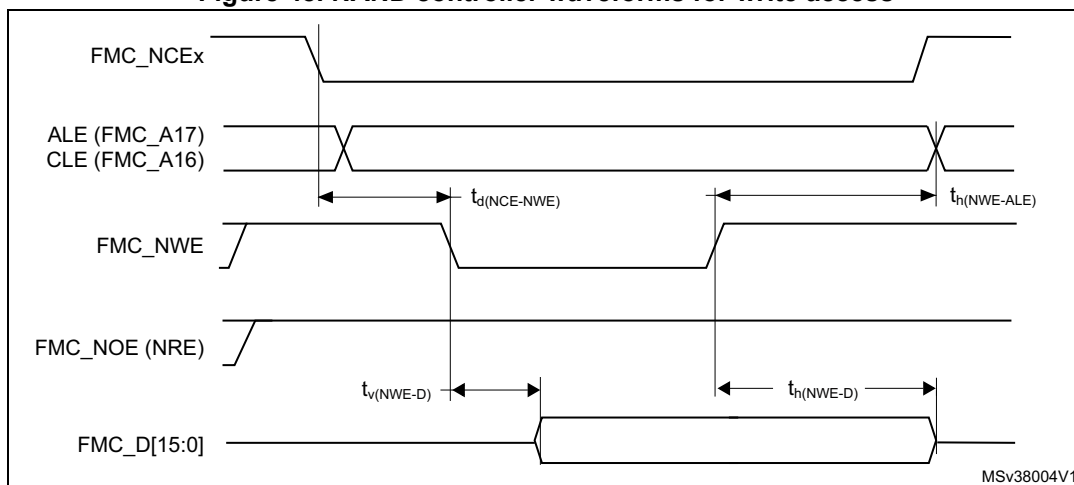 FMC_NCEx
ALE (FMC_A17)
CLE (FMC_A16)
td(NCE-NWE)
th(NWE-ALE)
FMC_NWE
FMC_NOE (NRE)
tv(NWE-D)
th(NWE-D)
FMC_D[15:0]
MSv38004V1